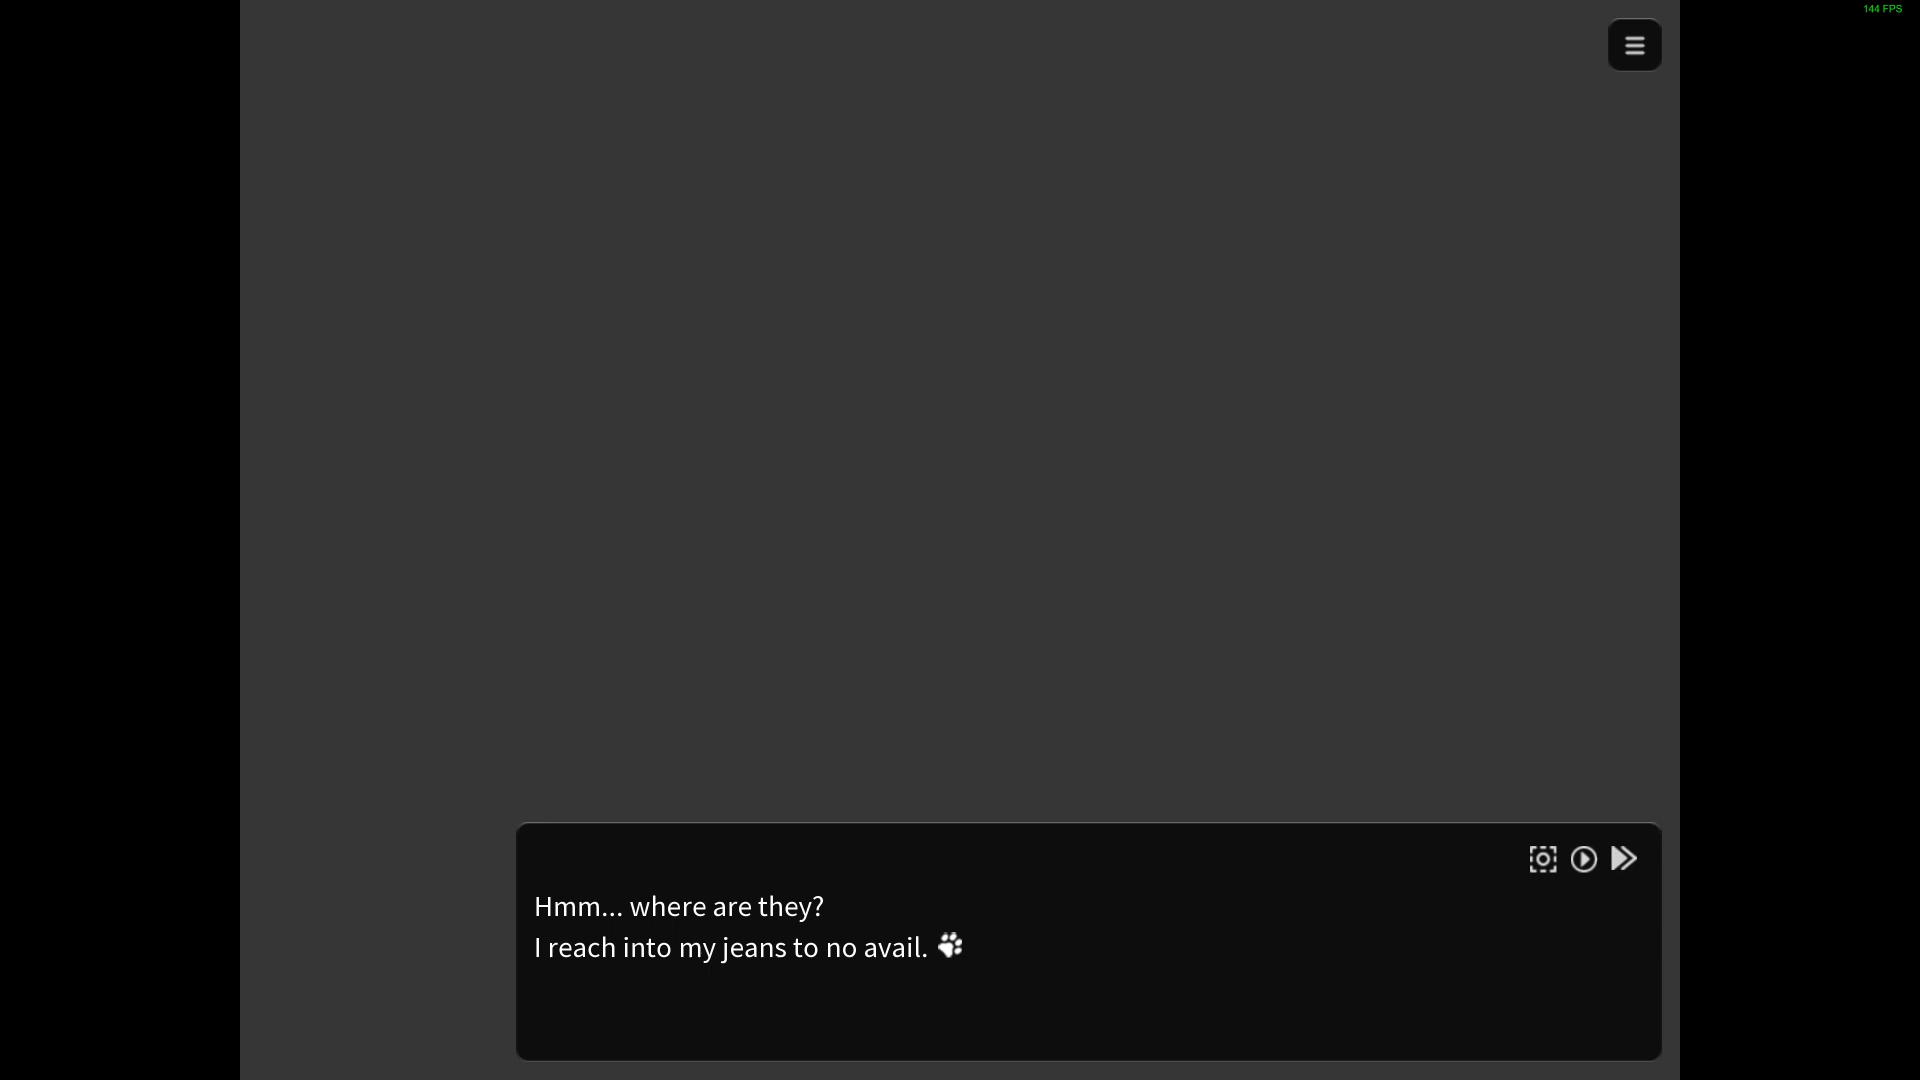 144 FPS
Hmm... where are they?
I reach into my jeans to no avail.